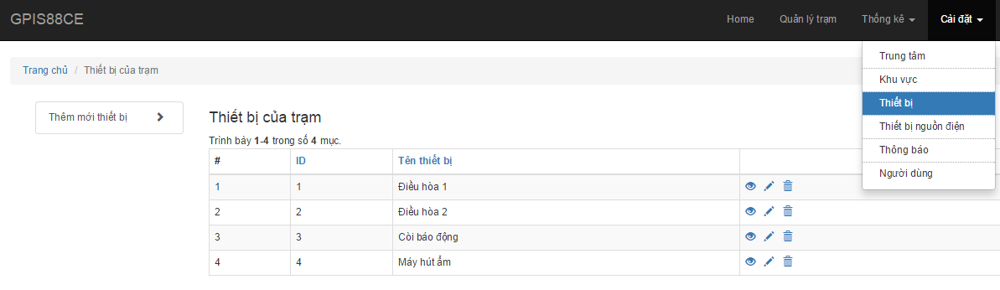 GPIS88CE Home Quản lý trạm Thống kê Cài đặt
Trung tâm
Khu vực
Thiết bị
Thiết bị nguồn điện
Thông báo
Người dùng
Trang chủ / Thiết bị của trạm
Thêm mới thiết bị
Thiết bị của trạm
Trình bày 1-4 trong số 4 mục.
# ID Tên thiết bị
1 1 Điều hòa 1
2 2 Điều hòa 2
3 3 Còi báo động
4 4 Máy hút ẩm